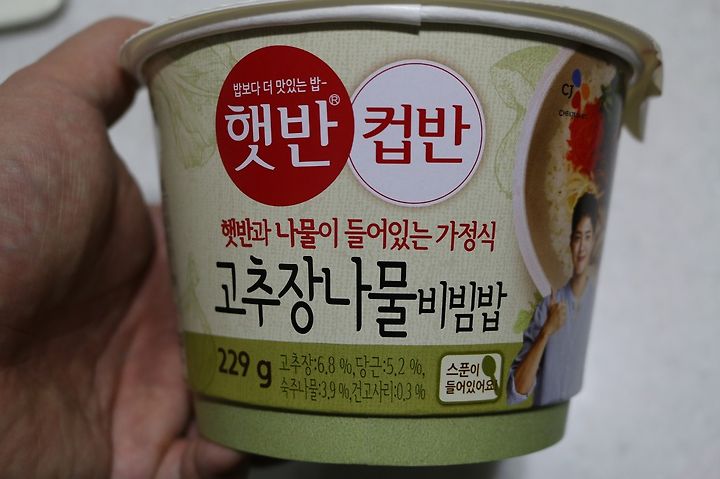 밥보다 더 맛있는 밥-
햇반®
컵반
CJ
햇반과 나물이 들어있는 가정식
고추장나물비빔밥
229 g
고추장:6.8 %, 당근:5.2 %,
숙주나물:3.9 %, 건고사리:0.3 %
스푼이
들어있어요